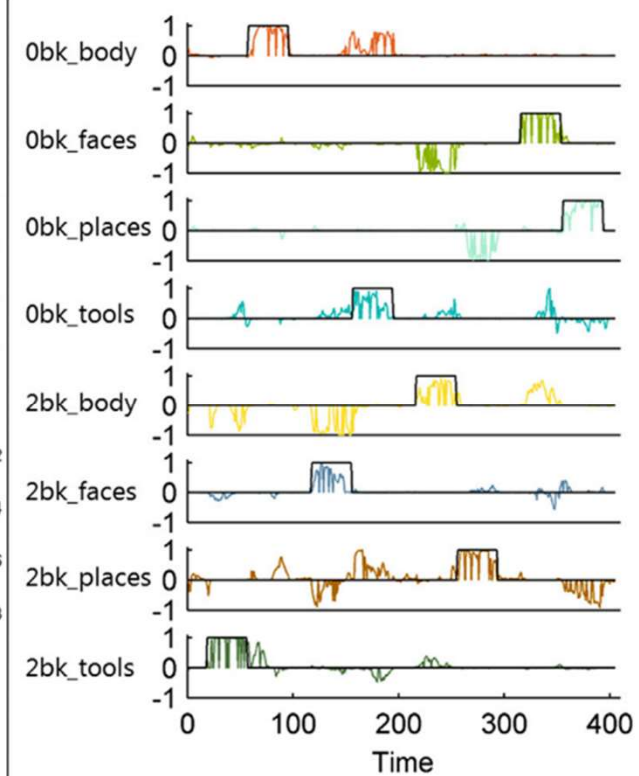 0bk_body 1 0 -1
0bk_faces 1 0 -1
0bk_places 1 0 -1
0bk_tools 1 0 -1
2bk_body 1 0 -1
2bk_faces 1 0 -1
2bk_places 1 0 -1
2bk_tools 1 0 -1
0 100 200 300 400
Time